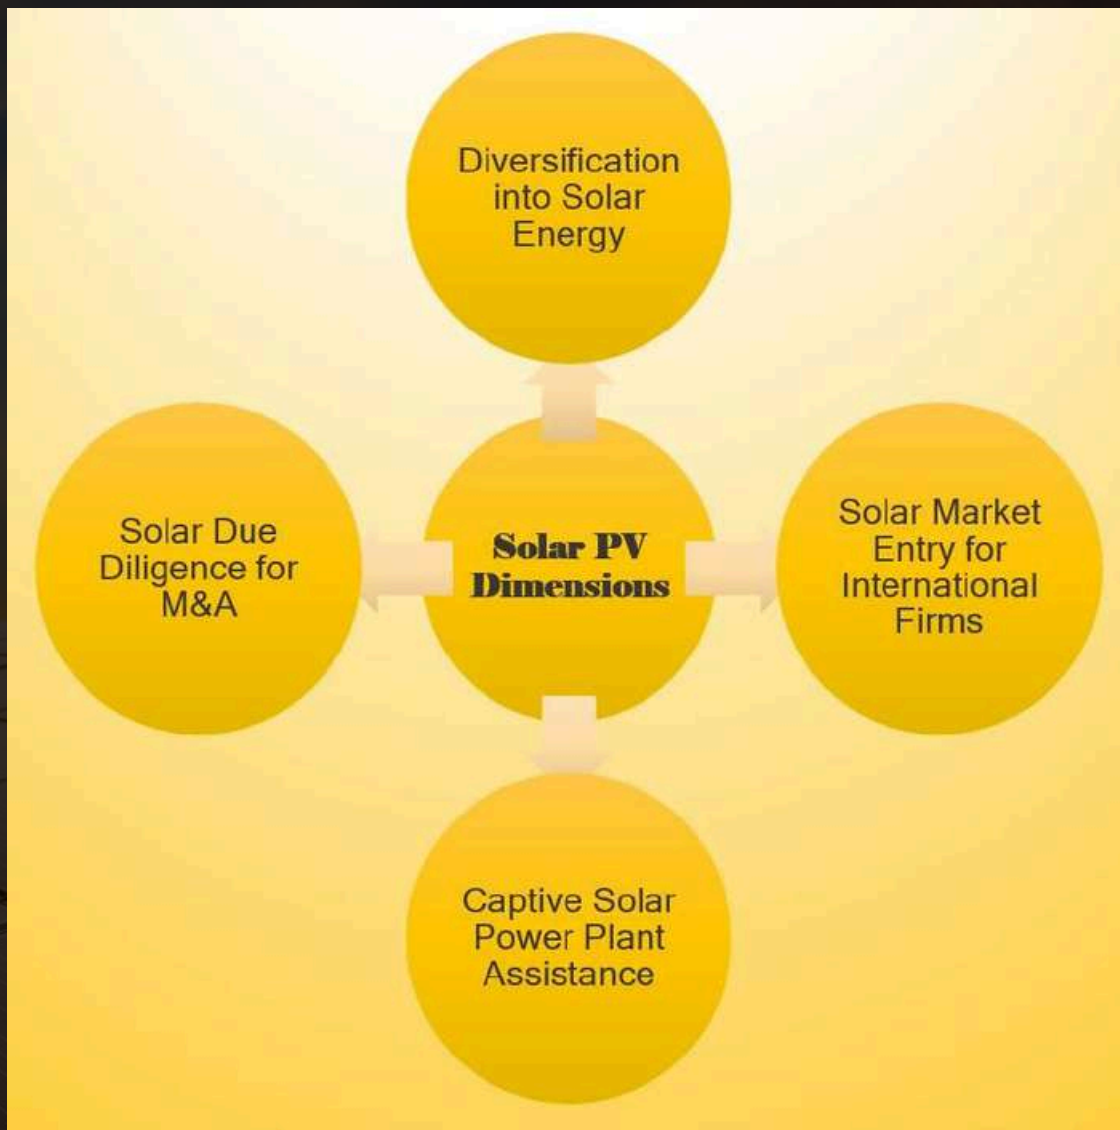 Diversification
into Solar
Energy
Solar Due
Diligence for
M&A
Solar PV
Dimensions
Solar Market
Entry for
International
Firms
Captive Solar
Power Plant
Assistance